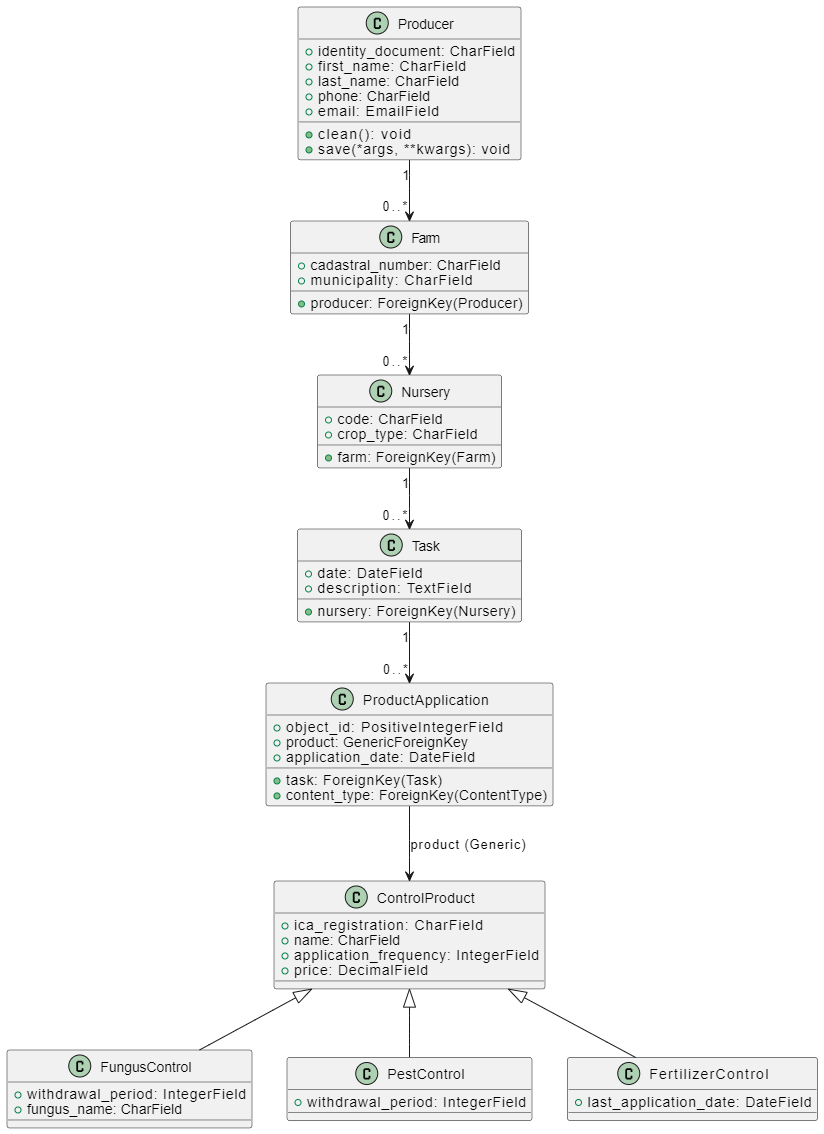 C Producer
identity_document: CharField
first_name: CharField
last_name: CharField
phone: CharField
email: EmailField
clean(): void
save(*args, **kwargs): void
1
0..*
C Farm
cadastral_number: CharField
municipality: CharField
producer: ForeignKey(Producer)
1
0..*
C Nursery
code: CharField
crop_type: CharField
farm: ForeignKey(Farm)
1
0..*
C Task
date: DateField
description: TextField
nursery: ForeignKey(Nursery)
1
0..*
C ProductApplication
object_id: PositiveIntegerField
product: GenericForeignKey
application_date: DateField
task: ForeignKey(Task)
content_type: ForeignKey(ContentType)
product (Generic)
C ControlProduct
ica_registration: CharField
name: CharField
application_frequency: IntegerField
price: DecimalField
C FungusControl
withdrawal_period: IntegerField
fungus_name: CharField
C PestControl
withdrawal_period: IntegerField
C FertilizerControl
last_application_date: DateField